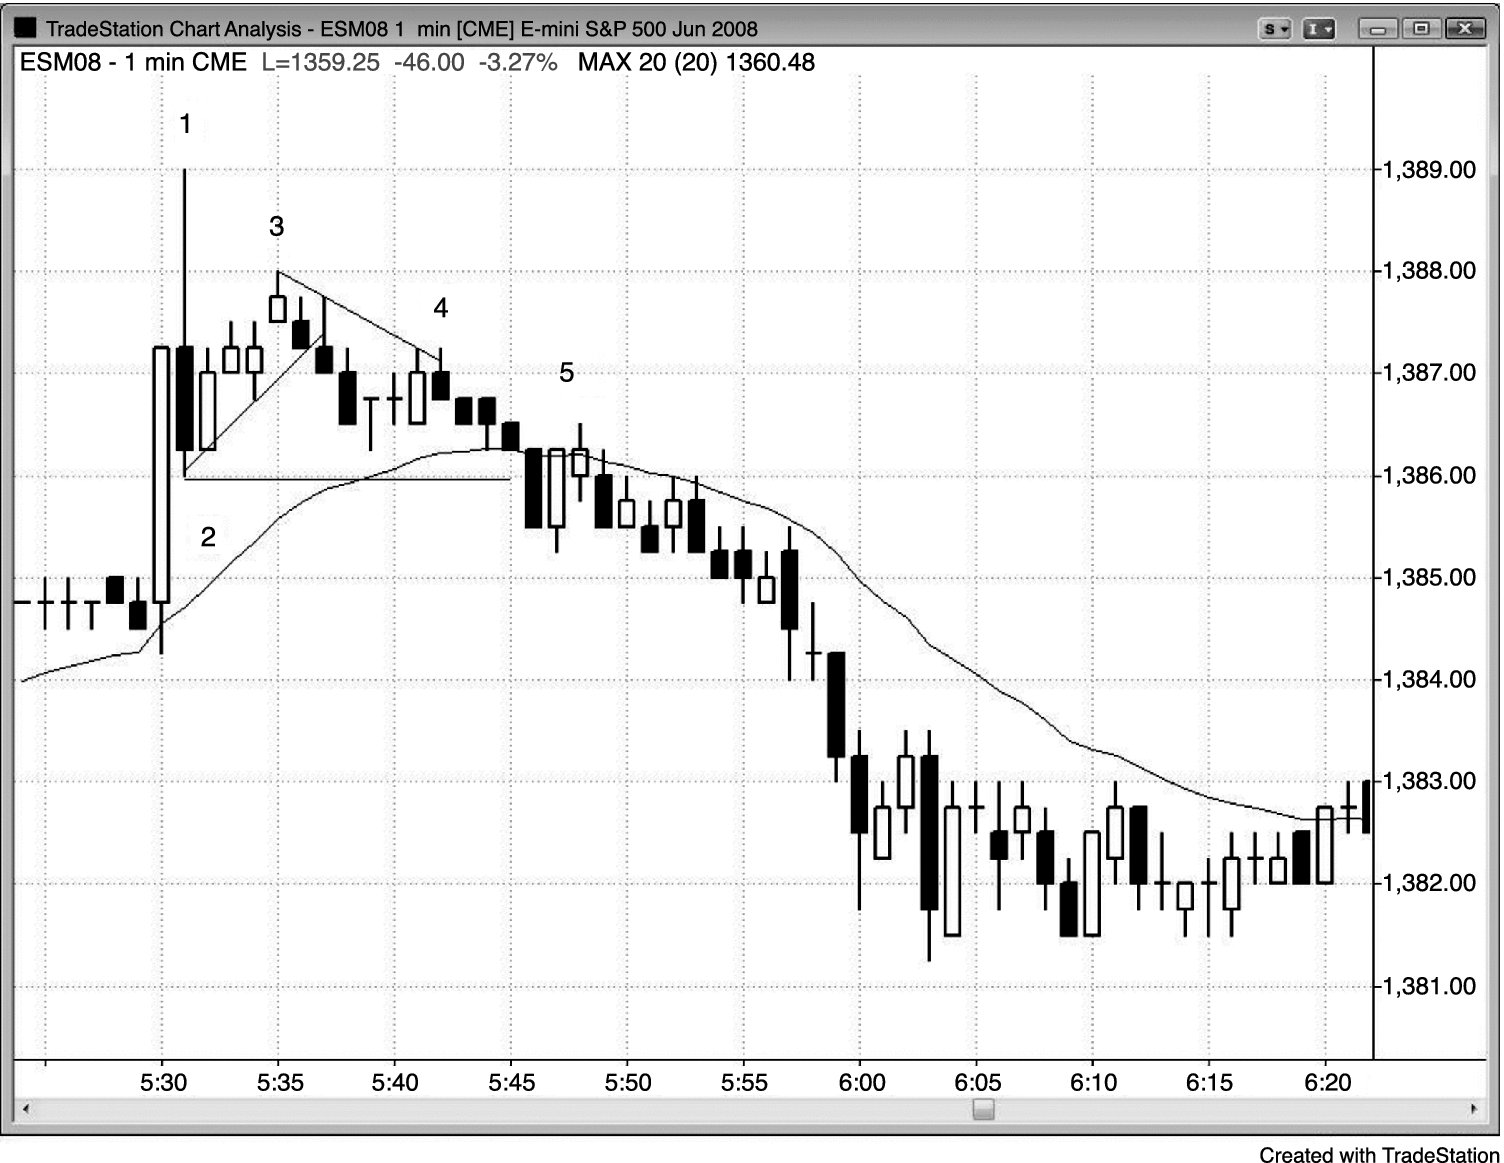 TradeStation Chart Analysis - ESM08 1 min [CME] E-mini S&P 500 Jun 2008
S I
ESM08 - 1 min CME L=1359.25 -46.00 -3.27% MAX 20 (20) 1360.48
1
1,389.00
3
1,388.00
4
5
1,387.00
1,386.00
2
1,385.00
1,384.00
1,383.00
1,382.00
1,381.00
5:30 5:35 5:40 5:45 5:50 5:55 6:00 6:05 6:10 6:15 6:20
Created with TradeStation